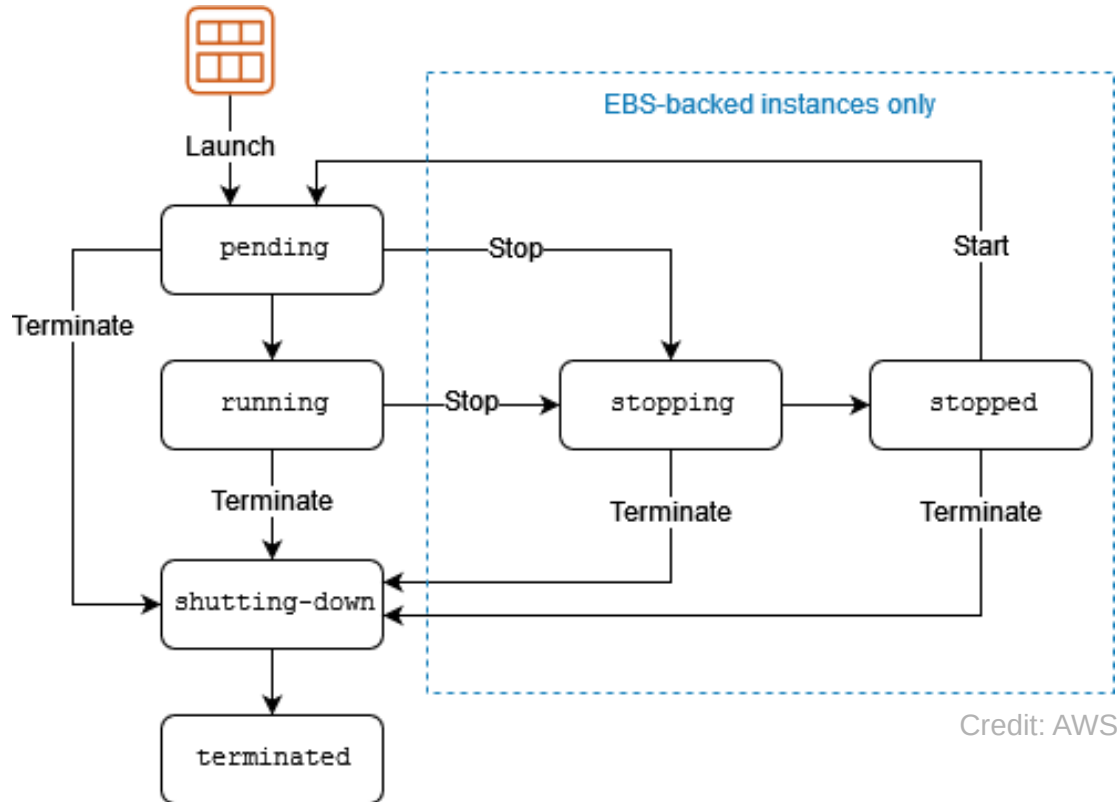 EBS-backed instances only
Launch
pending
Stop
Start
Terminate
running
Stop
stopping
stopped
Terminate
Terminate
Terminate
shutting-down
terminated
Credit: AWS